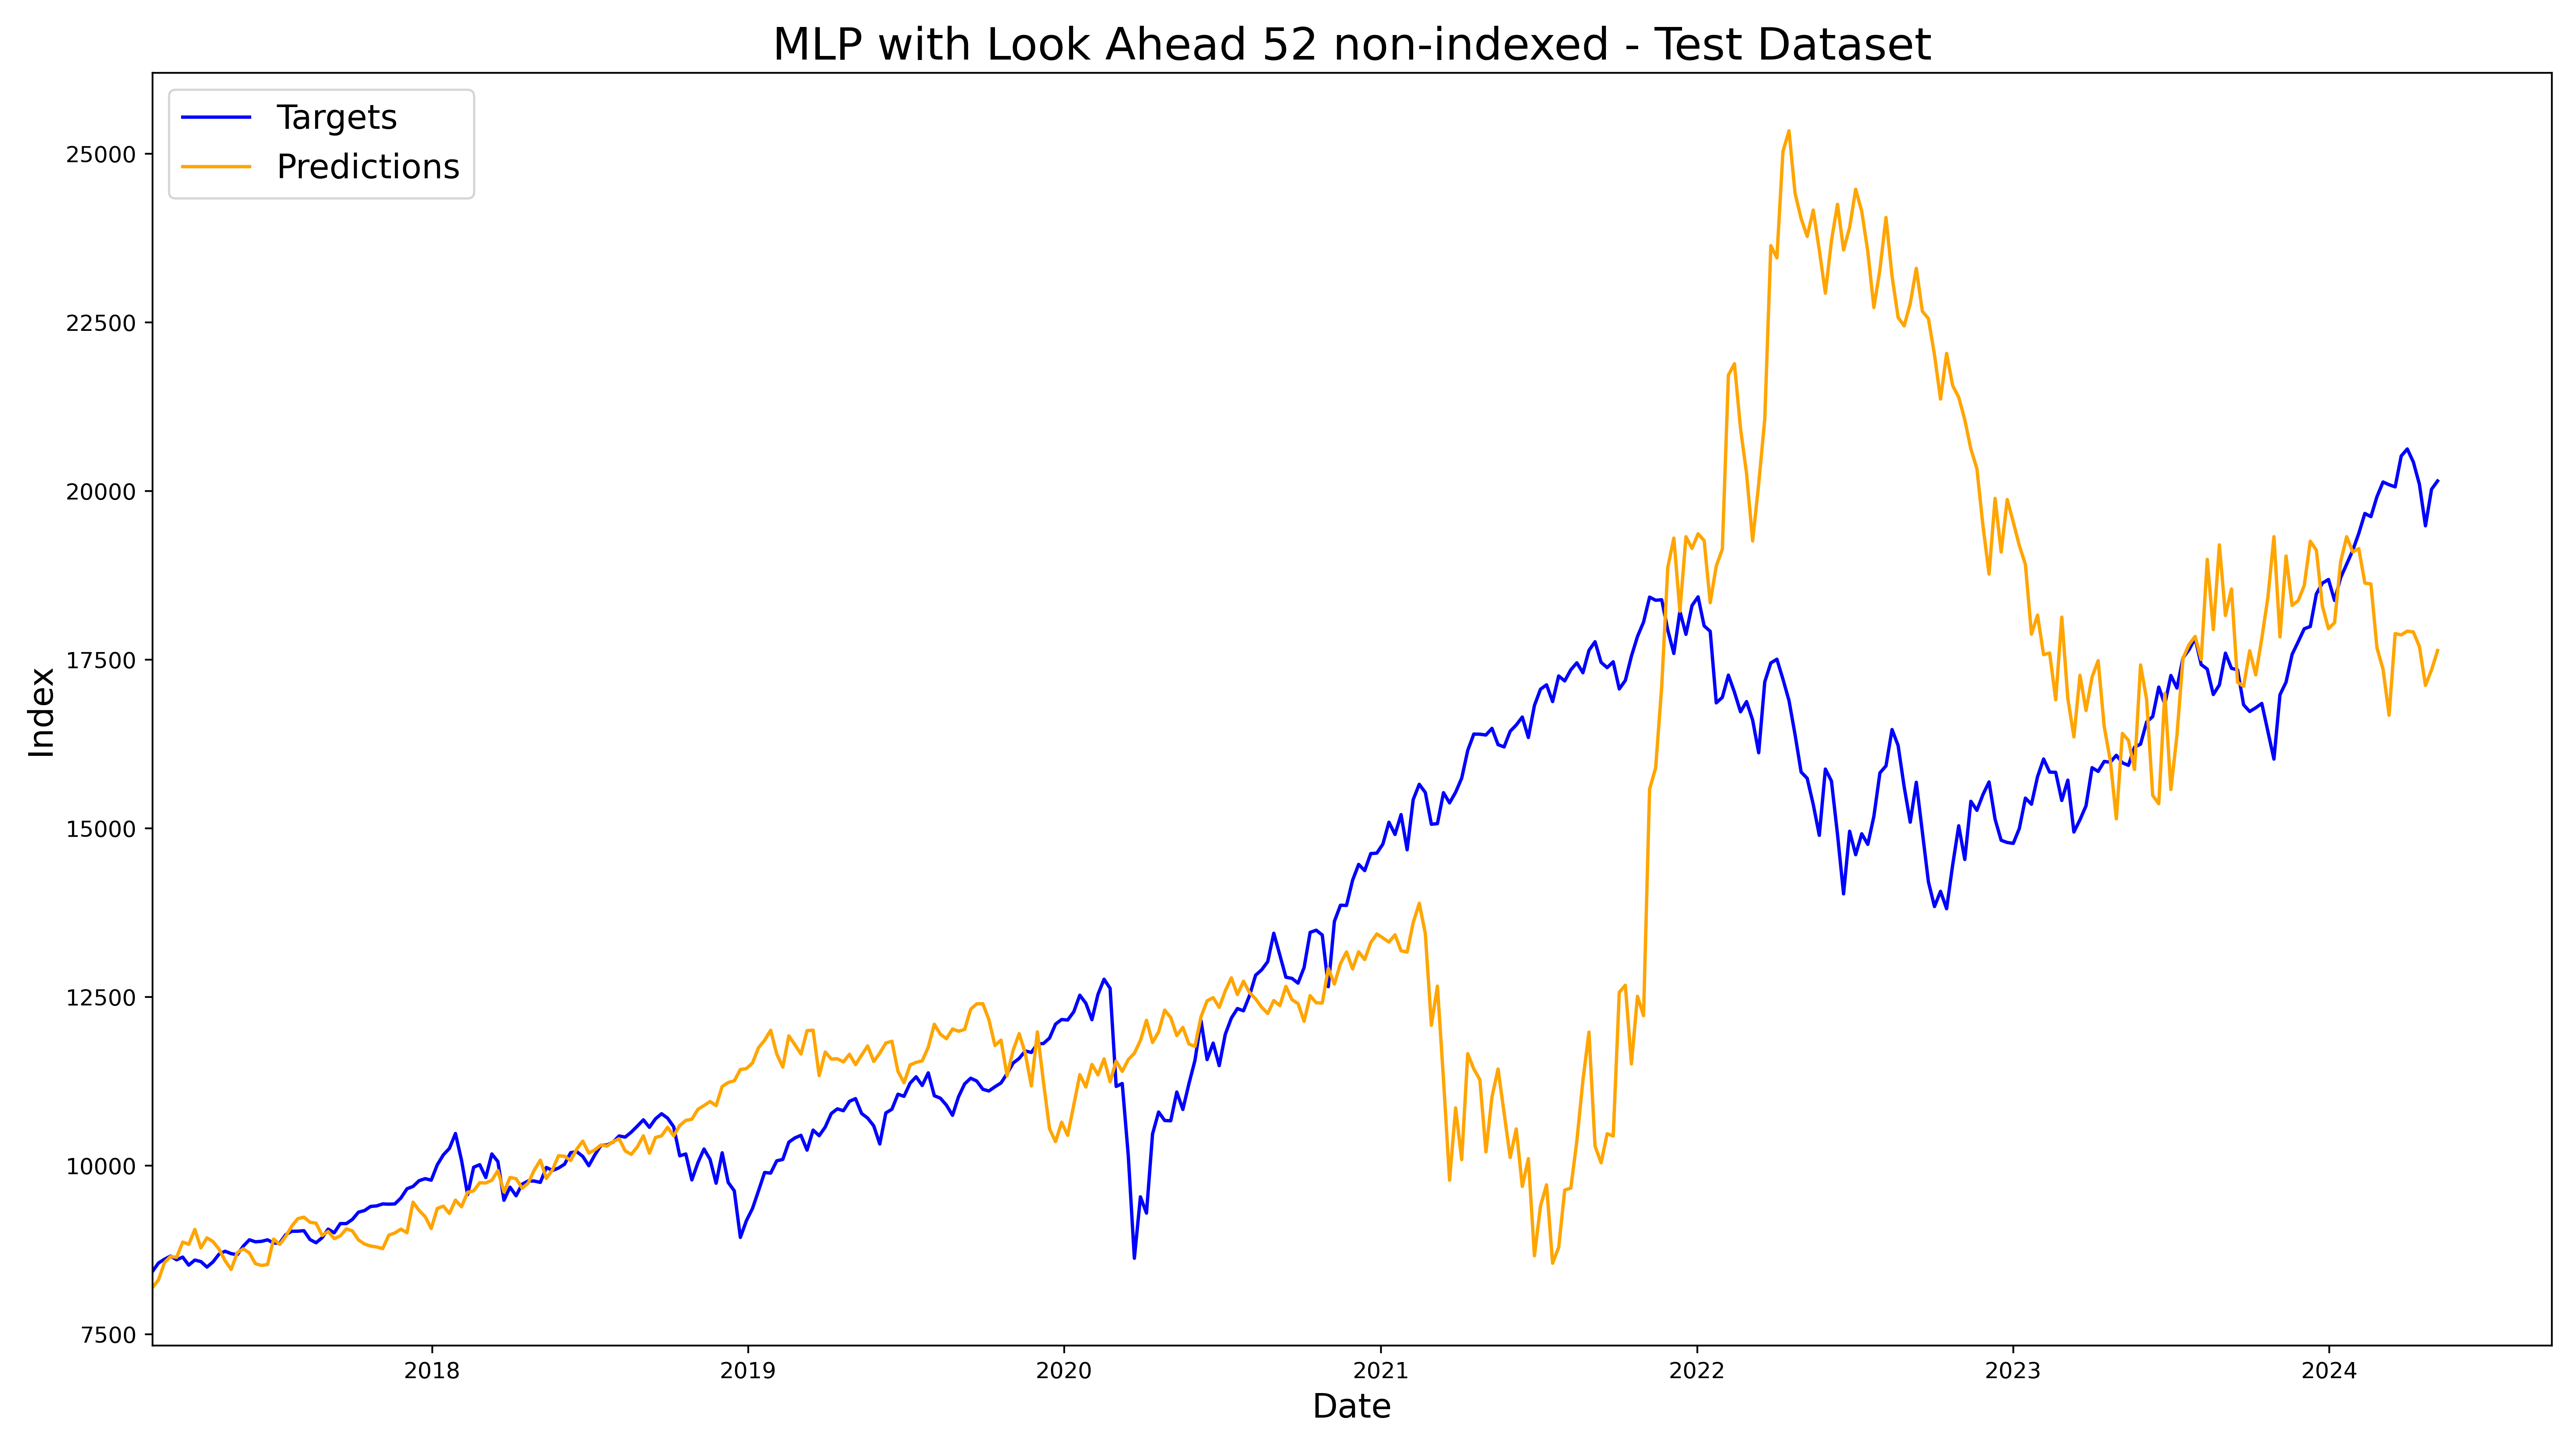 MLP with Look Ahead 52 non-indexed - Test Dataset
Targets
Predictions
25000
22500
20000
17500
15000
12500
10000
7500
Index
2018 2019 2020 2021 2022 2023 2024
Date